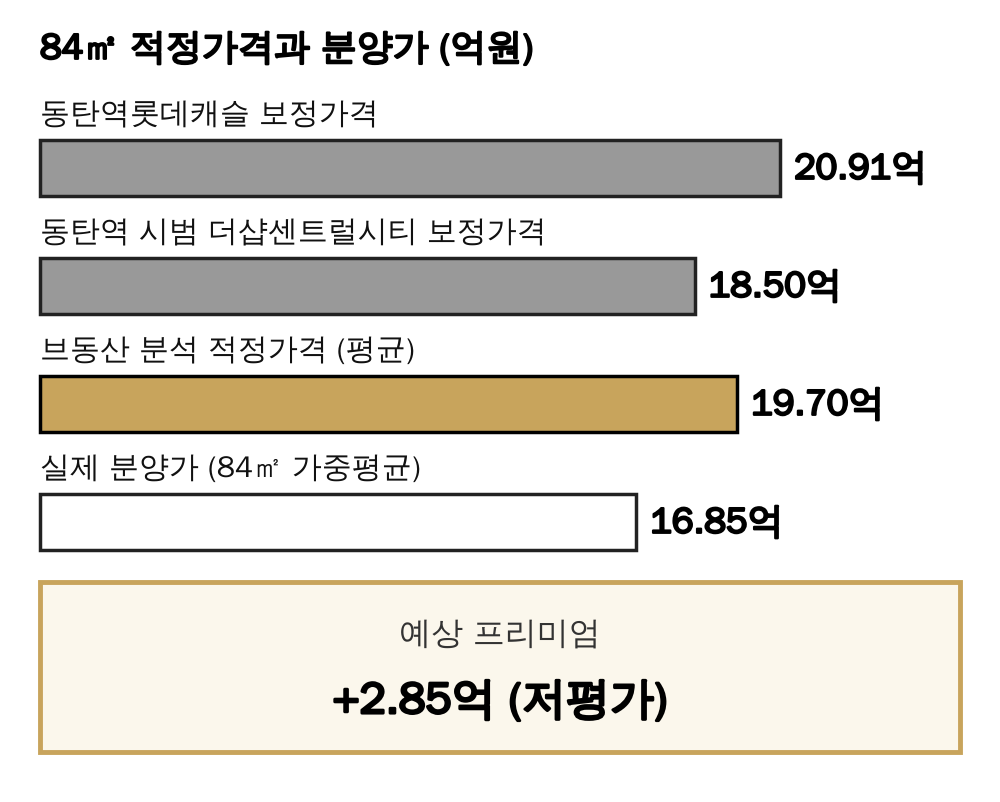 84㎡ 적정가격과 분양가 (억원)
동탄역롯데캐슬 보정가격
20.91억
동탄역 시범 더샵센트럴시티 보정가격
18.50억
브동산 분석 적정가격 (평균)
19.70억
실제 분양가 (84㎡ 가중평균)
16.85억
예상 프리미엄
+2.85억 (저평가)